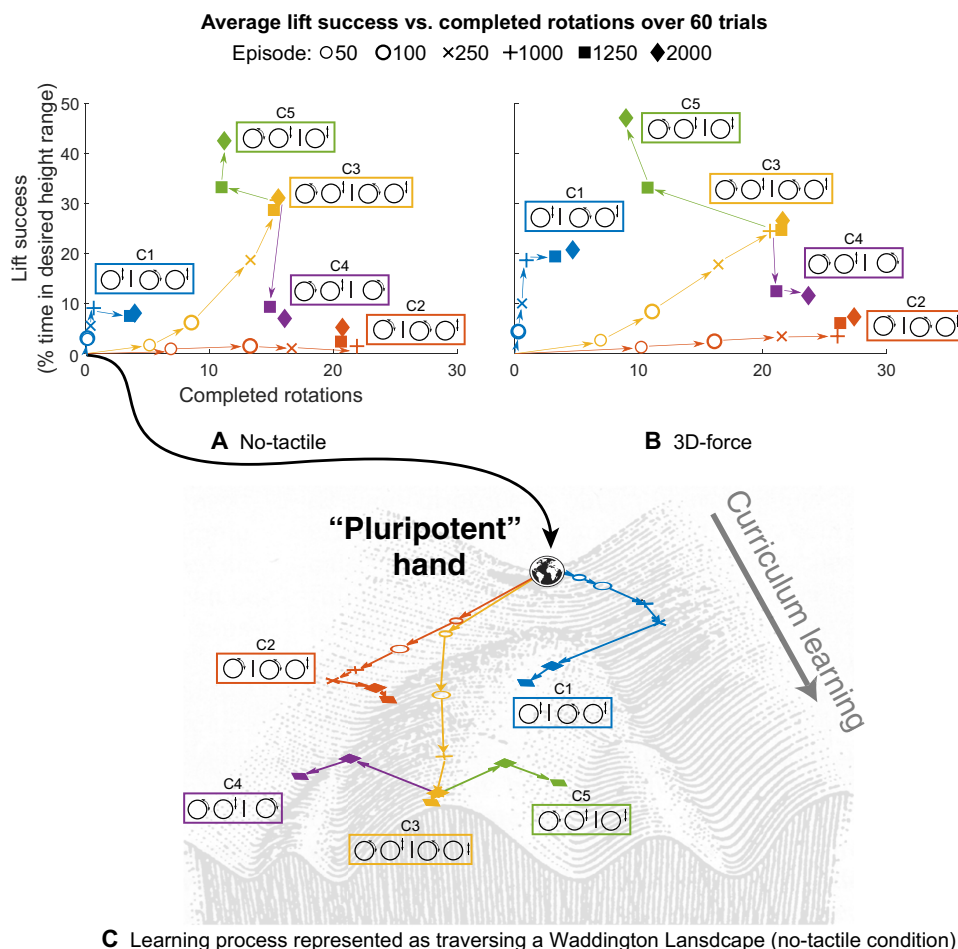 Average lift success vs. completed rotations over 60 trials
Episode: 50 100 250 1000 1250 2000
Lift success
(% time in desired height range)
50
40
30
20
10
0
C5
C3
C1
C4
C2
0 10 20 30
Completed rotations
A No-tactile
C5
C3
C1
C4
C2
0 10 20 30
B 3D-force
"Pluripotent"
hand
Curriculum learning
C2
C1
C4
C5
C3
C Learning process represented as traversing a Waddington Lansdcape (no-tactile condition)